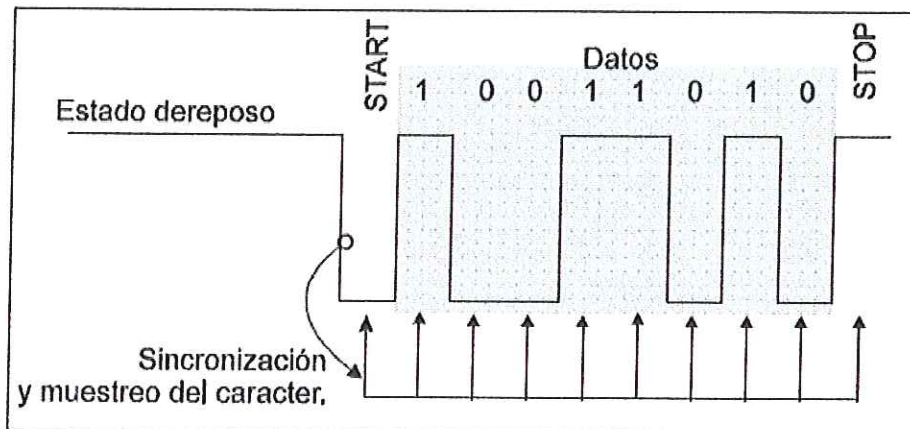 START
Datos
STOP
1 0 0 1 1 0 1 0
Estado dereposo
Sincronización
y muestreo del caracter.